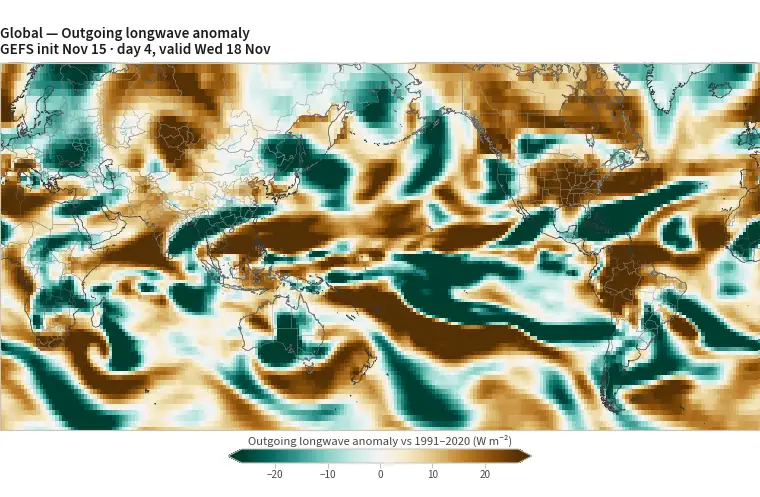 Global — Outgoing longwave anomaly
GEFS init Nov 15 · day 4, valid Wed 18 Nov
Outgoing longwave anomaly vs 1991–2020 (W m⁻²)
−20 −10 0 10 20